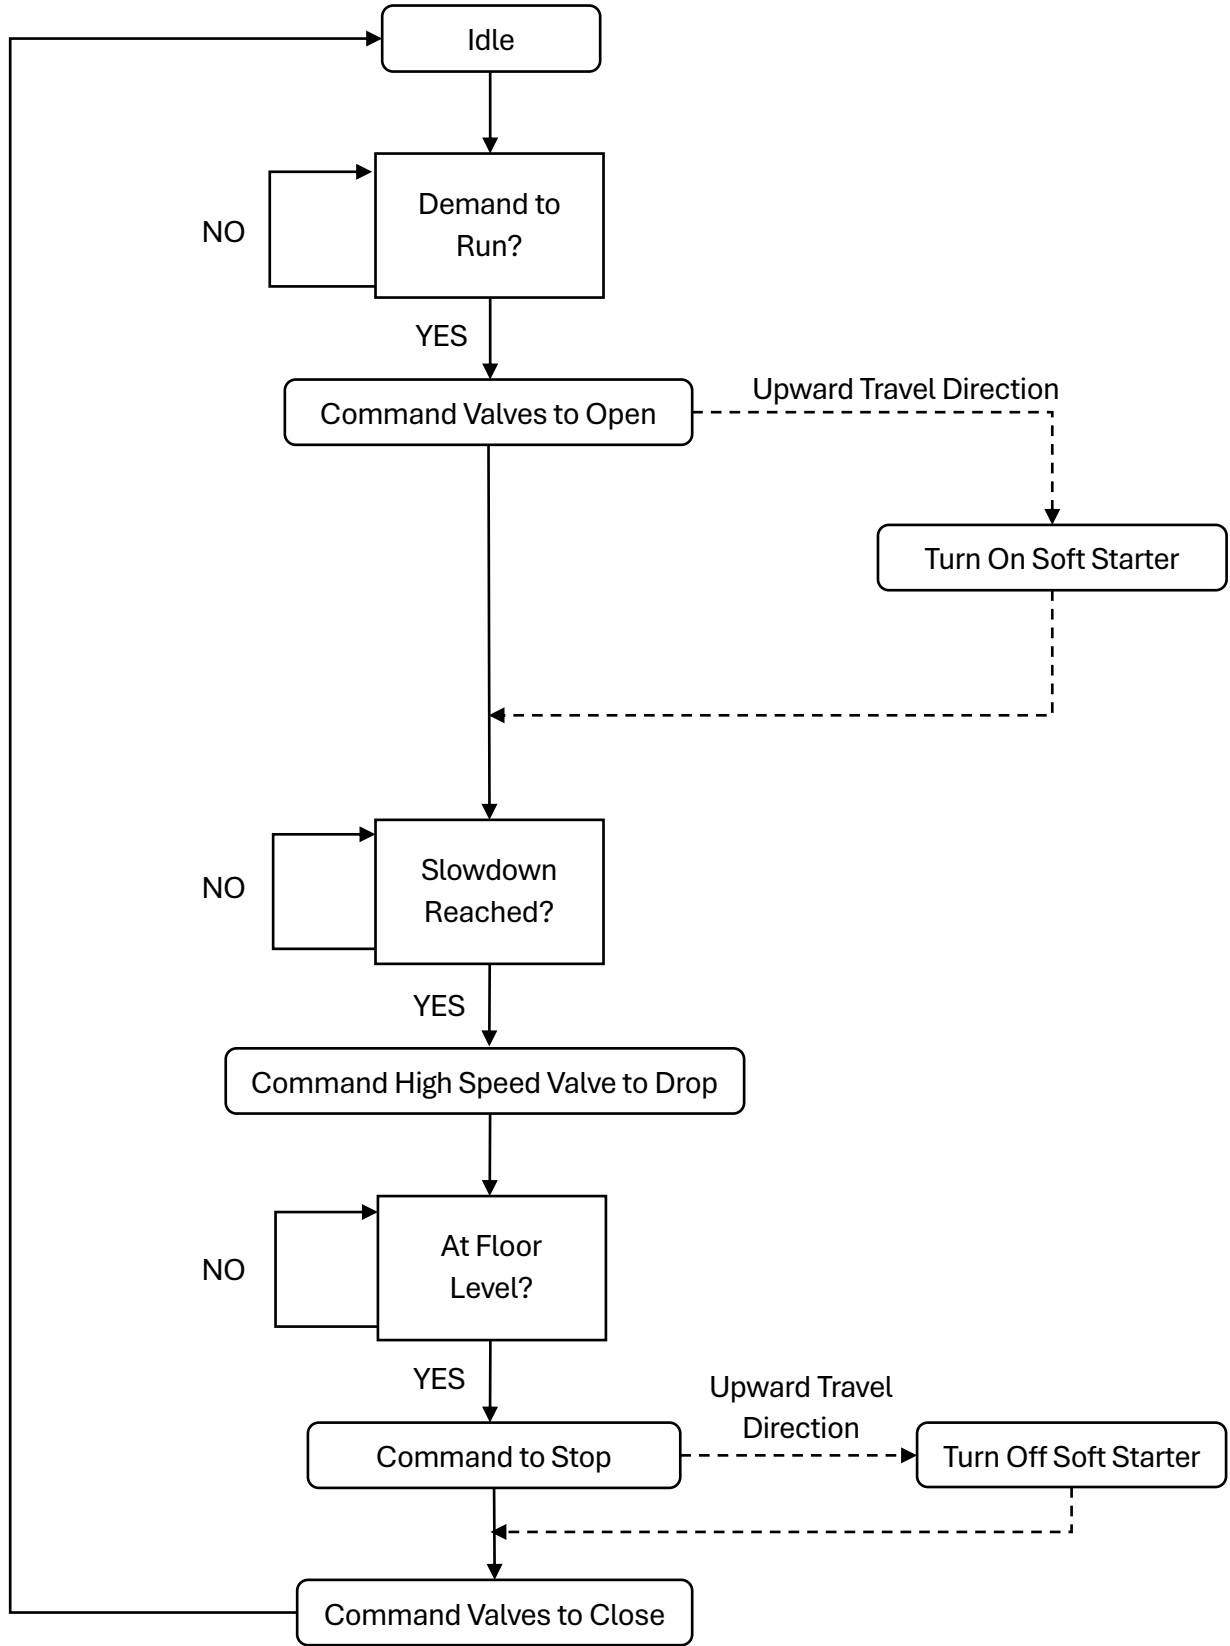 Idle
Demand to
Run?
NO
YES
Command Valves to Open
Upward Travel Direction
Turn On Soft Starter
Slowdown
Reached?
NO
YES
Command High Speed Valve to Drop
At Floor
Level?
NO
YES
Upward Travel
Direction
Command to Stop
Turn Off Soft Starter
Command Valves to Close